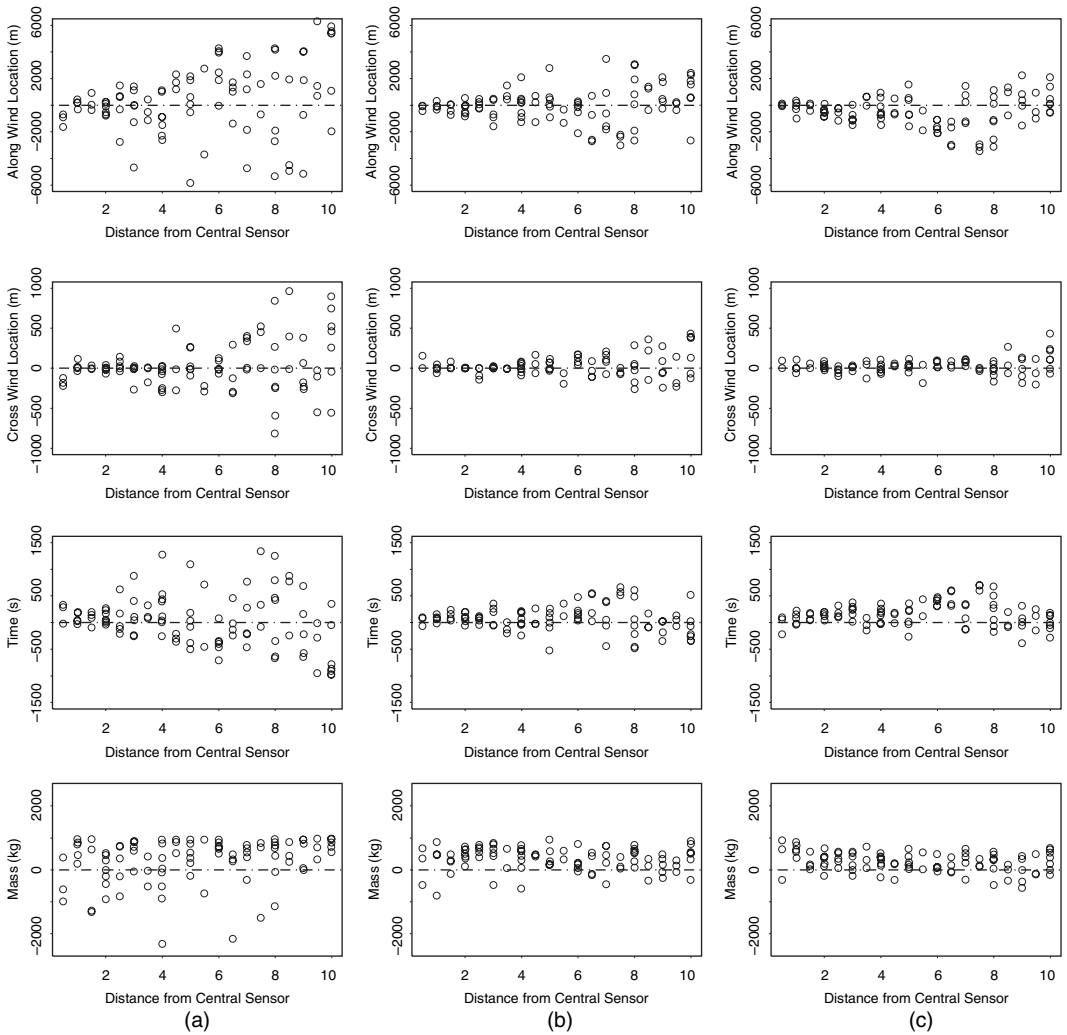 Along Wind Location (m)
−6000 −2000 2000 6000
2 4 6 8 10
Distance from Central Sensor
Along Wind Location (m)
−6000 −2000 2000 6000
2 4 6 8 10
Distance from Central Sensor
Along Wind Location (m)
−6000 −2000 2000 6000
2 4 6 8 10
Distance from Central Sensor
Cross Wind Location (m)
−1000 −500 0 500 1000
2 4 6 8 10
Distance from Central Sensor
Cross Wind Location (m)
−1000 −500 0 500 1000
2 4 6 8 10
Distance from Central Sensor
Cross Wind Location (m)
−1000 −500 0 500 1000
2 4 6 8 10
Distance from Central Sensor
Time (s)
−1500 −500 500 1500
2 4 6 8 10
Distance from Central Sensor
Time (s)
−1500 −500 500 1500
2 4 6 8 10
Distance from Central Sensor
Time (s)
−1500 −500 500 1500
2 4 6 8 10
Distance from Central Sensor
Mass (kg)
−2000 0 2000
2 4 6 8 10
Distance from Central Sensor
(a)
Mass (kg)
−2000 0 2000
2 4 6 8 10
Distance from Central Sensor
(b)
Mass (kg)
−2000 0 2000
2 4 6 8 10
Distance from Central Sensor
(c)